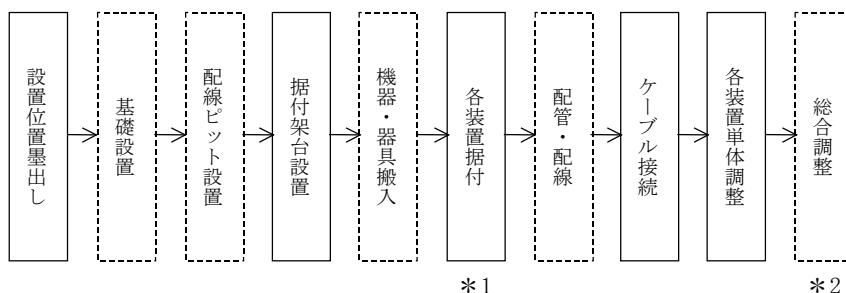 設置位置墨出し
基礎設置
配線ピット設置
据付架台設置
機器・器具搬入
各装置据付
配管・配線
ケーブル接続
各装置単体調整
総合調整
＊1
＊2